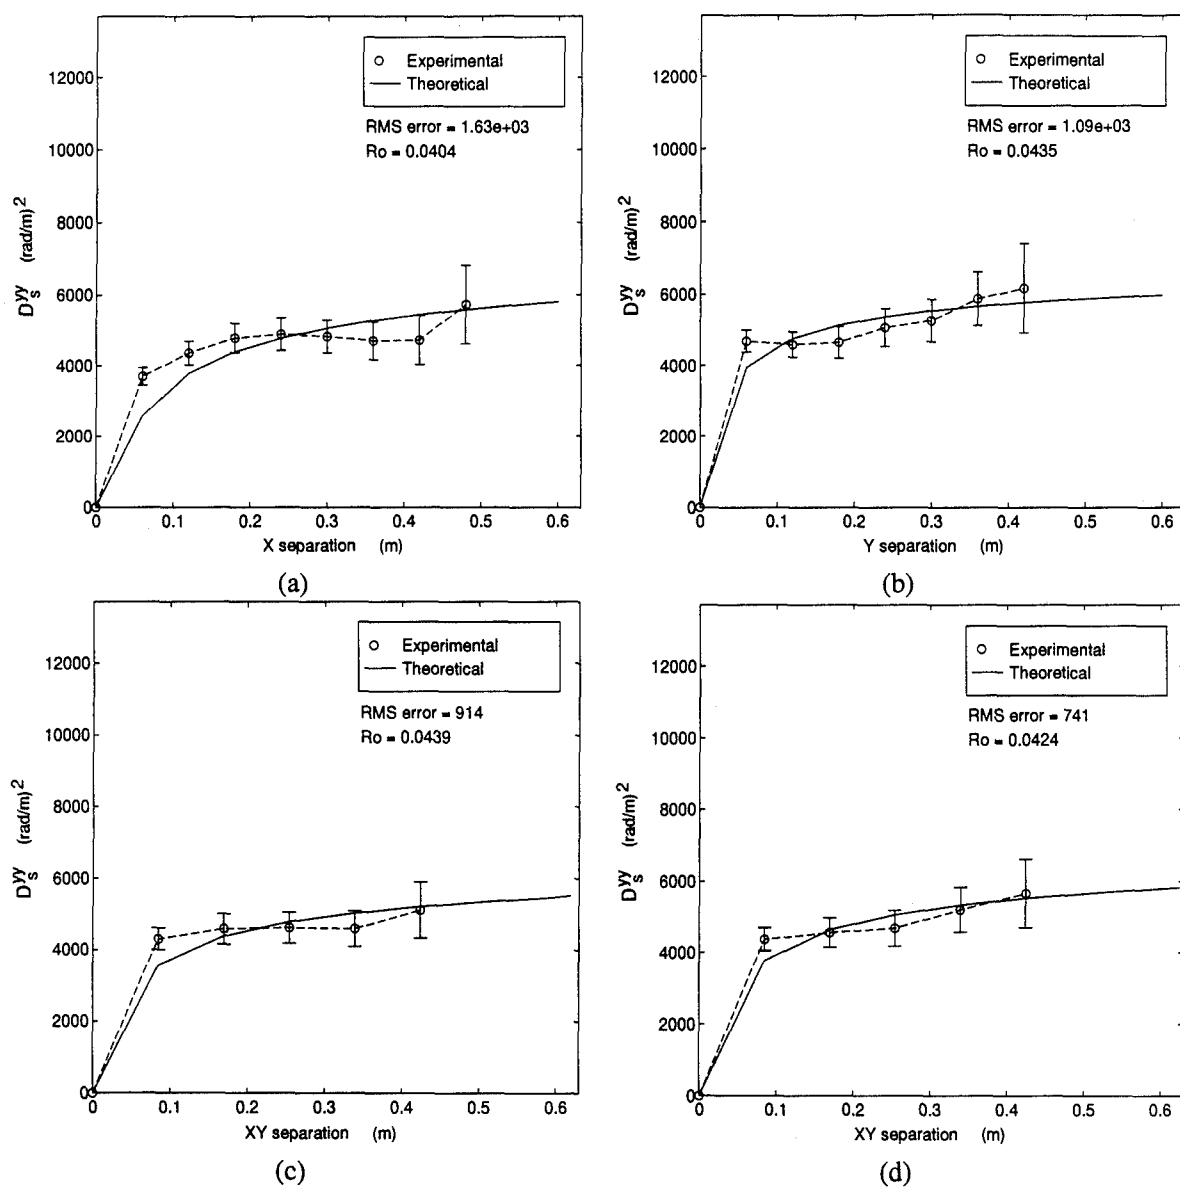 12000
10000
8000
6000
4000
2000
0
Experimental
Theoretical
RMS error = 1.63e+03
Ro = 0.0404
D_s^yy (rad/m)^2
0 0.1 0.2 0.3 0.4 0.5 0.6
X separation (m)
(a)
12000
10000
8000
6000
4000
2000
0
Experimental
Theoretical
RMS error = 1.09e+03
Ro = 0.0435
D_s^yy (rad/m)^2
0 0.1 0.2 0.3 0.4 0.5 0.6
Y separation (m)
(b)
12000
10000
8000
6000
4000
2000
0
Experimental
Theoretical
RMS error = 914
Ro = 0.0439
D_s^yy (rad/m)^2
0 0.1 0.2 0.3 0.4 0.5 0.6
XY separation (m)
(c)
12000
10000
8000
6000
4000
2000
0
Experimental
Theoretical
RMS error = 741
Ro = 0.0424
D_s^yy (rad/m)^2
0 0.1 0.2 0.3 0.4 0.5 0.6
XY separation (m)
(d)